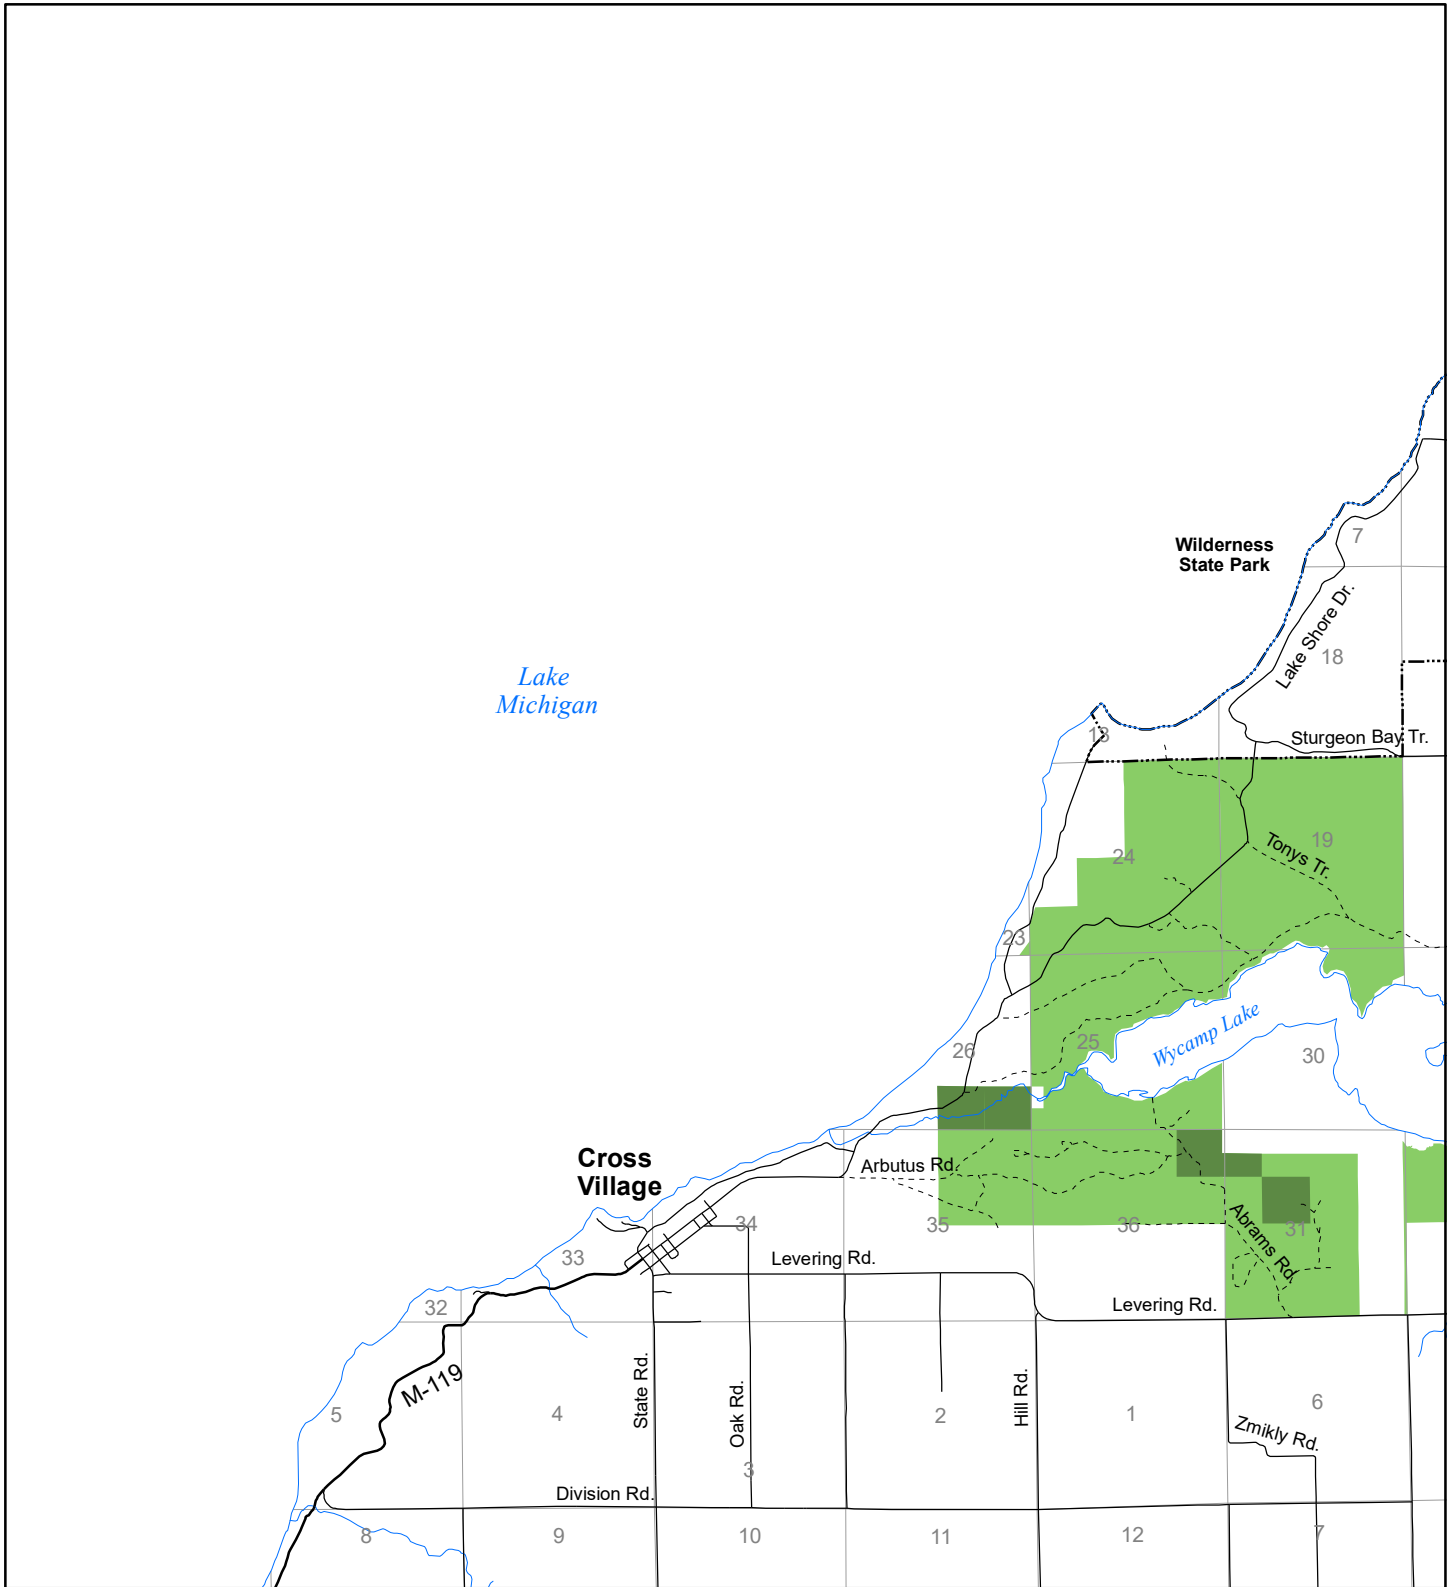 7
Wilderness
State Park
Lake Shore Dr.
18
Lake
Michigan
13
Sturgeon Bay Tr.
19
Tonys Tr.
24
23
Wycamp Lake
25
26
30
Cross
Village
Arbutus Rd.
34
35
36
31
Abrams Rd.
33
Levering Rd.
32
Levering Rd.
M-119
State Rd.
Oak Rd.
Hill Rd.
5
4
2
1
6
Zmikly Rd.
3
Division Rd.
8
9
10
11
12
7